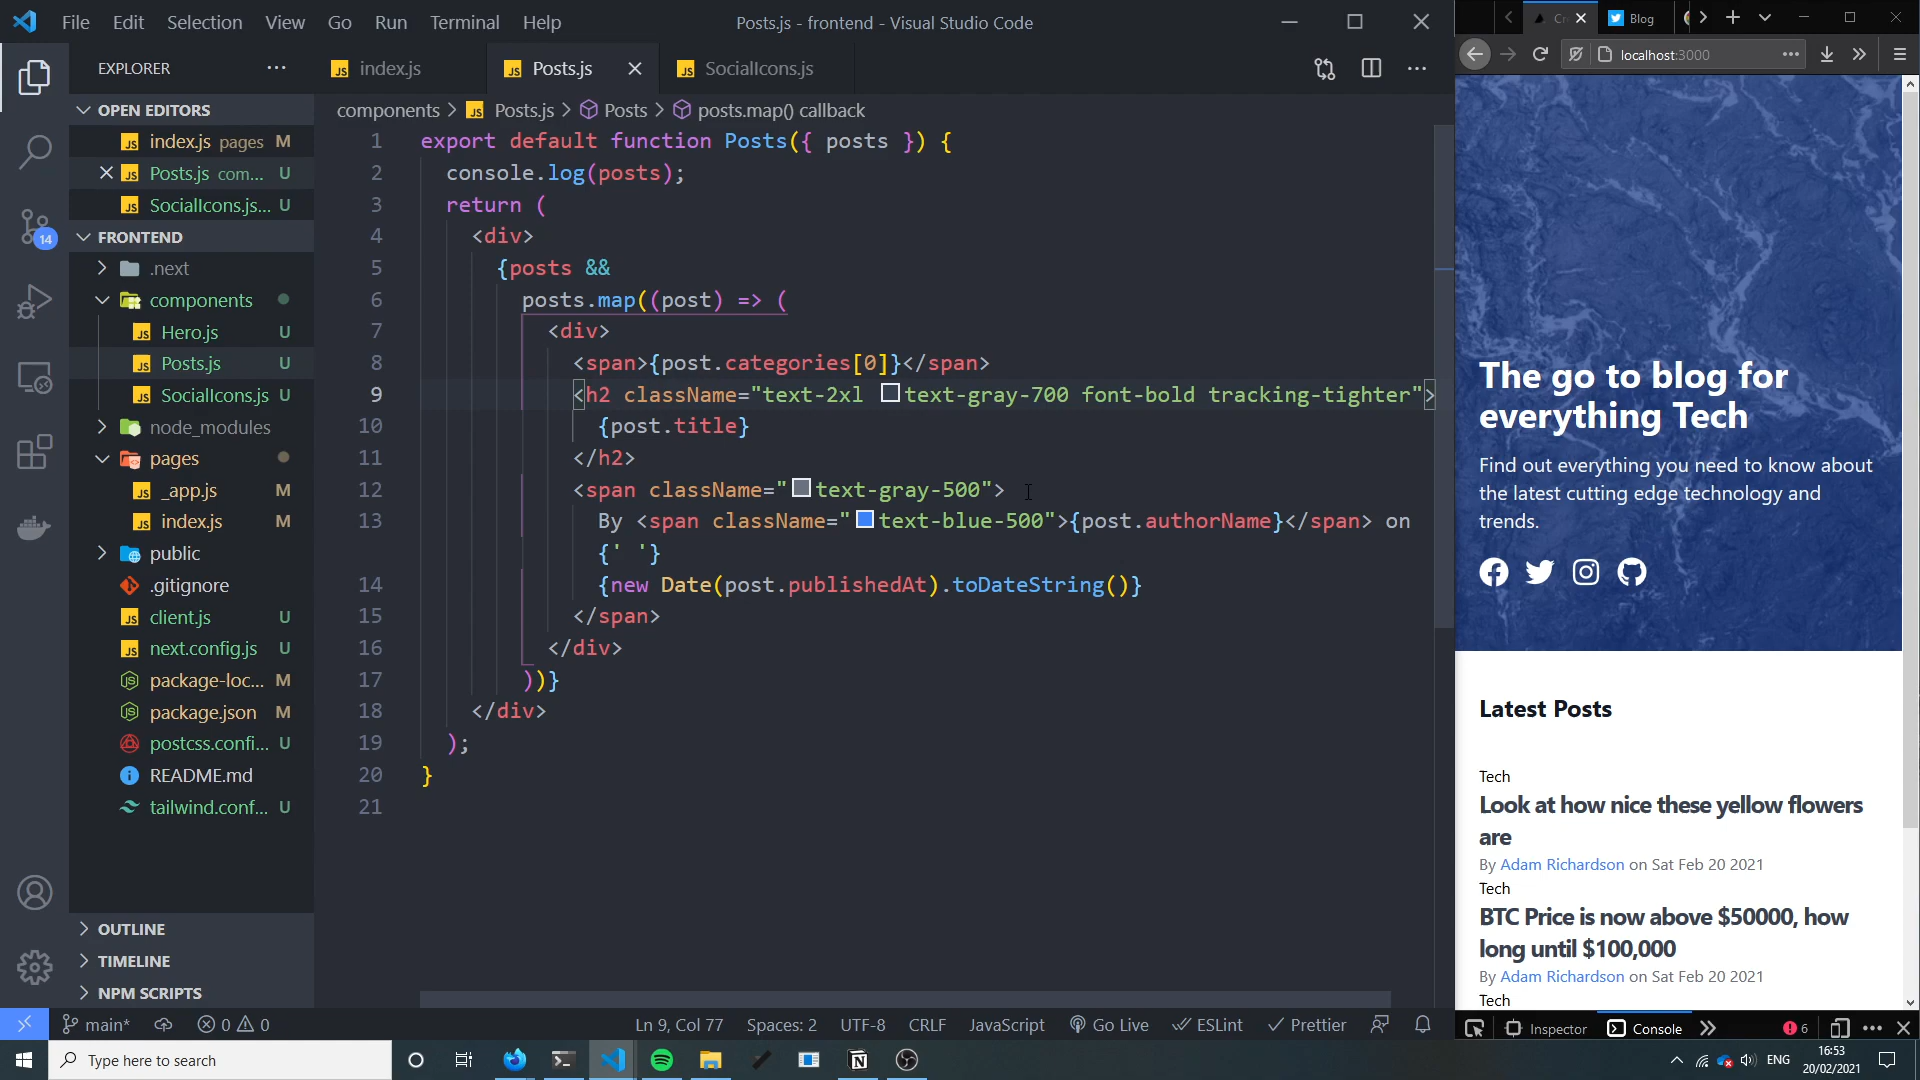 File Edit Selection View Go Run Terminal Help
Posts.js - frontend - Visual Studio Code
EXPLORER ···
OPEN EDITORS
index.js pages M
Posts.js com... U
SocialIcons.js... U
FRONTEND
.next
components
Hero.js U
Posts.js U
SocialIcons.js U
node_modules
pages
_app.js M
index.js M
public
.gitignore
client.js U
next.config.js U
package-loc... M
package.json M
postcss.confi... U
README.md
tailwind.conf... U
OUTLINE
TIMELINE
NPM SCRIPTS
14
index.js Posts.js SocialIcons.js
components > Posts.js > Posts > posts.map() callback
1 export default function Posts({ posts }) {
2 console.log(posts);
3 return (
4 <div>
5 {posts &&
6 posts.map((post) => (
7 <div>
8 <span>{post.categories[0]}</span>
9 <h2 className="text-2xl text-gray-700 font-bold tracking-tighter">
10 {post.title}
11 </h2>
12 <span className="text-gray-500">
13 By <span className="text-blue-500">{post.authorName}</span> on
{' '}
14 {new Date(post.publishedAt).toDateString()}
15 </span>
16 </div>
17 ))}
18 </div>
19 );
20 }
21
main* 0 0 Ln 9, Col 77 Spaces: 2 UTF-8 CRLF JavaScript Go Live ESLint Prettier
Cr Blog
localhost:3000
The go to blog for
everything Tech
Find out everything you need to know about
the latest cutting edge technology and
trends.
Latest Posts
Tech
Look at how nice these yellow flowers
are
By Adam Richardson on Sat Feb 20 2021
Tech
BTC Price is now above $50000, how
long until $100,000
By Adam Richardson on Sat Feb 20 2021
Tech
Inspector Console 6
Type here to search
ENG
16:53
20/02/2021